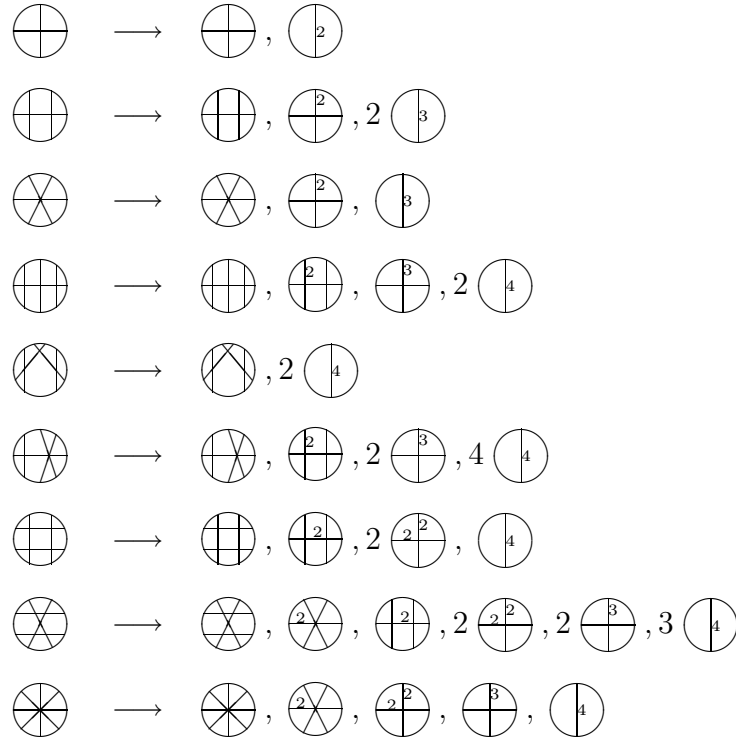 ⟶ , 2
⟶ , 2 , 2 3
⟶ , 2 , 3
⟶ , 2 , 3 , 2 4
⟶ , 2 4
⟶ , 2 , 2 3 , 4 4
⟶ , 2 , 2 2 2 , 4
⟶ , 2 , 2 , 2 2 2 , 2 3 , 3 4
⟶ , 2 , 2 2 , 3 , 4